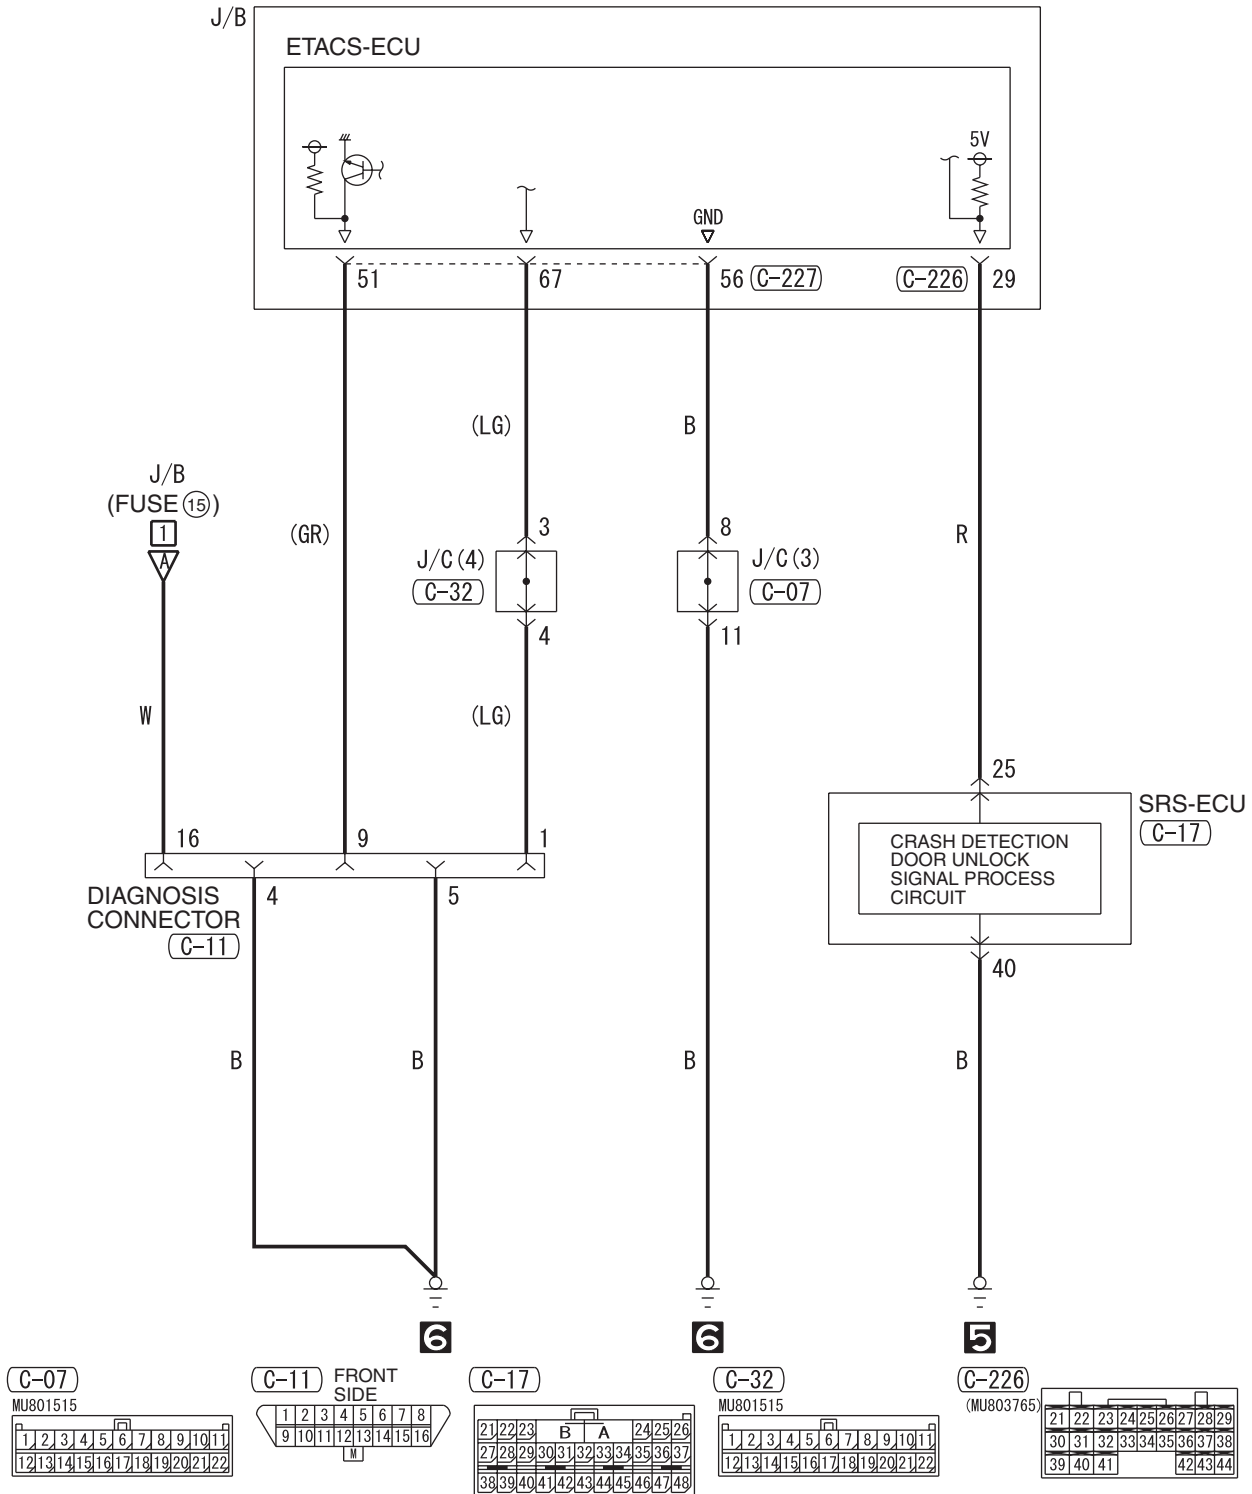 J/B
ETACS-ECU
5V
GND
51
67
56 (C-227)
(C-226) 29
(LG)
B
J/B
(FUSE 15)
1
A
(GR)
3
8
R
J/C(4)
C-32
J/C(3)
C-07
4
11
W
(LG)
25
SRS-ECU
C-17
16
9
1
CRASH DETECTION
DOOR UNLOCK
SIGNAL PROCESS
CIRCUIT
DIAGNOSIS
CONNECTOR
C-11
4
5
40
B
B
B
B
6
6
5
C-07
MU801515
1 2 3 4 5 6 7 8 9 10 11
12 13 14 15 16 17 18 19 20 21 22
C-11
FRONT
SIDE
1 2 3 4 5 6 7 8
9 10 11 12 13 14 15 16
M
C-17
21 22 23 B A 24 25 26
27 28 29 30 31 32 33 34 35 36 37
38 39 40 41 42 43 44 45 46 47 48
C-32
MU801515
1 2 3 4 5 6 7 8 9 10 11
12 13 14 15 16 17 18 19 20 21 22
C-226
(MU803765)
21 22 23 24 25 26 27 28 29
30 31 32 33 34 35 36 37 38
39 40 41 42 43 44